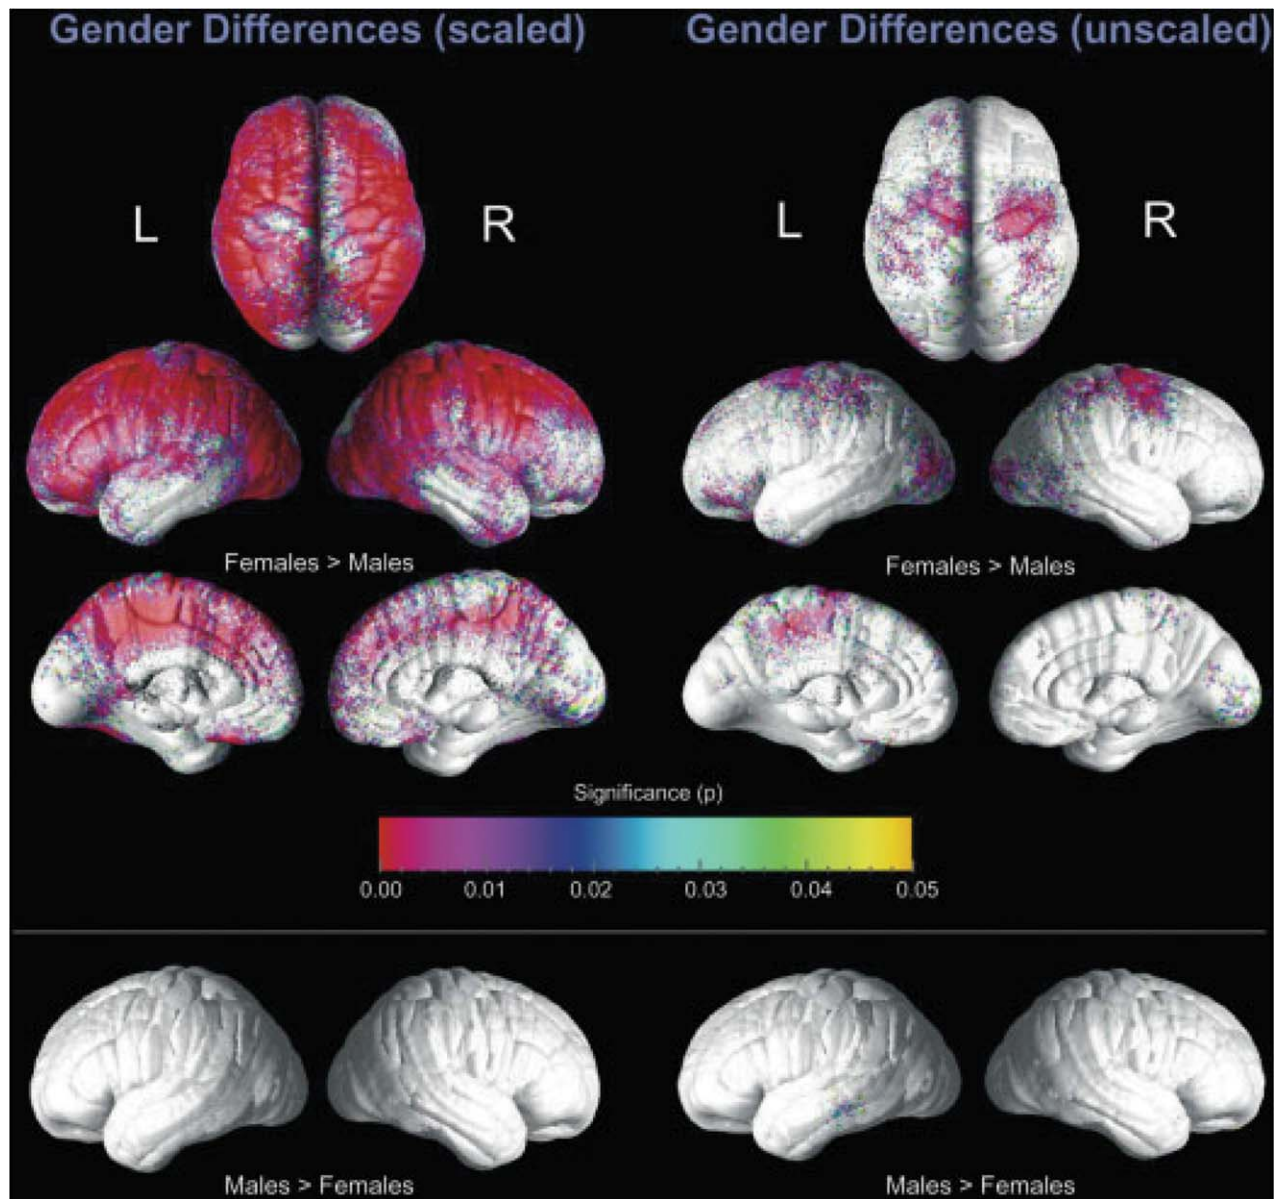 Gender Differences (scaled)
Gender Differences (unscaled)
L
R
L
R
Females > Males
Females > Males
Significance (p)
0.00
0.01
0.02
0.03
0.04
0.05
Males > Females
Males > Females